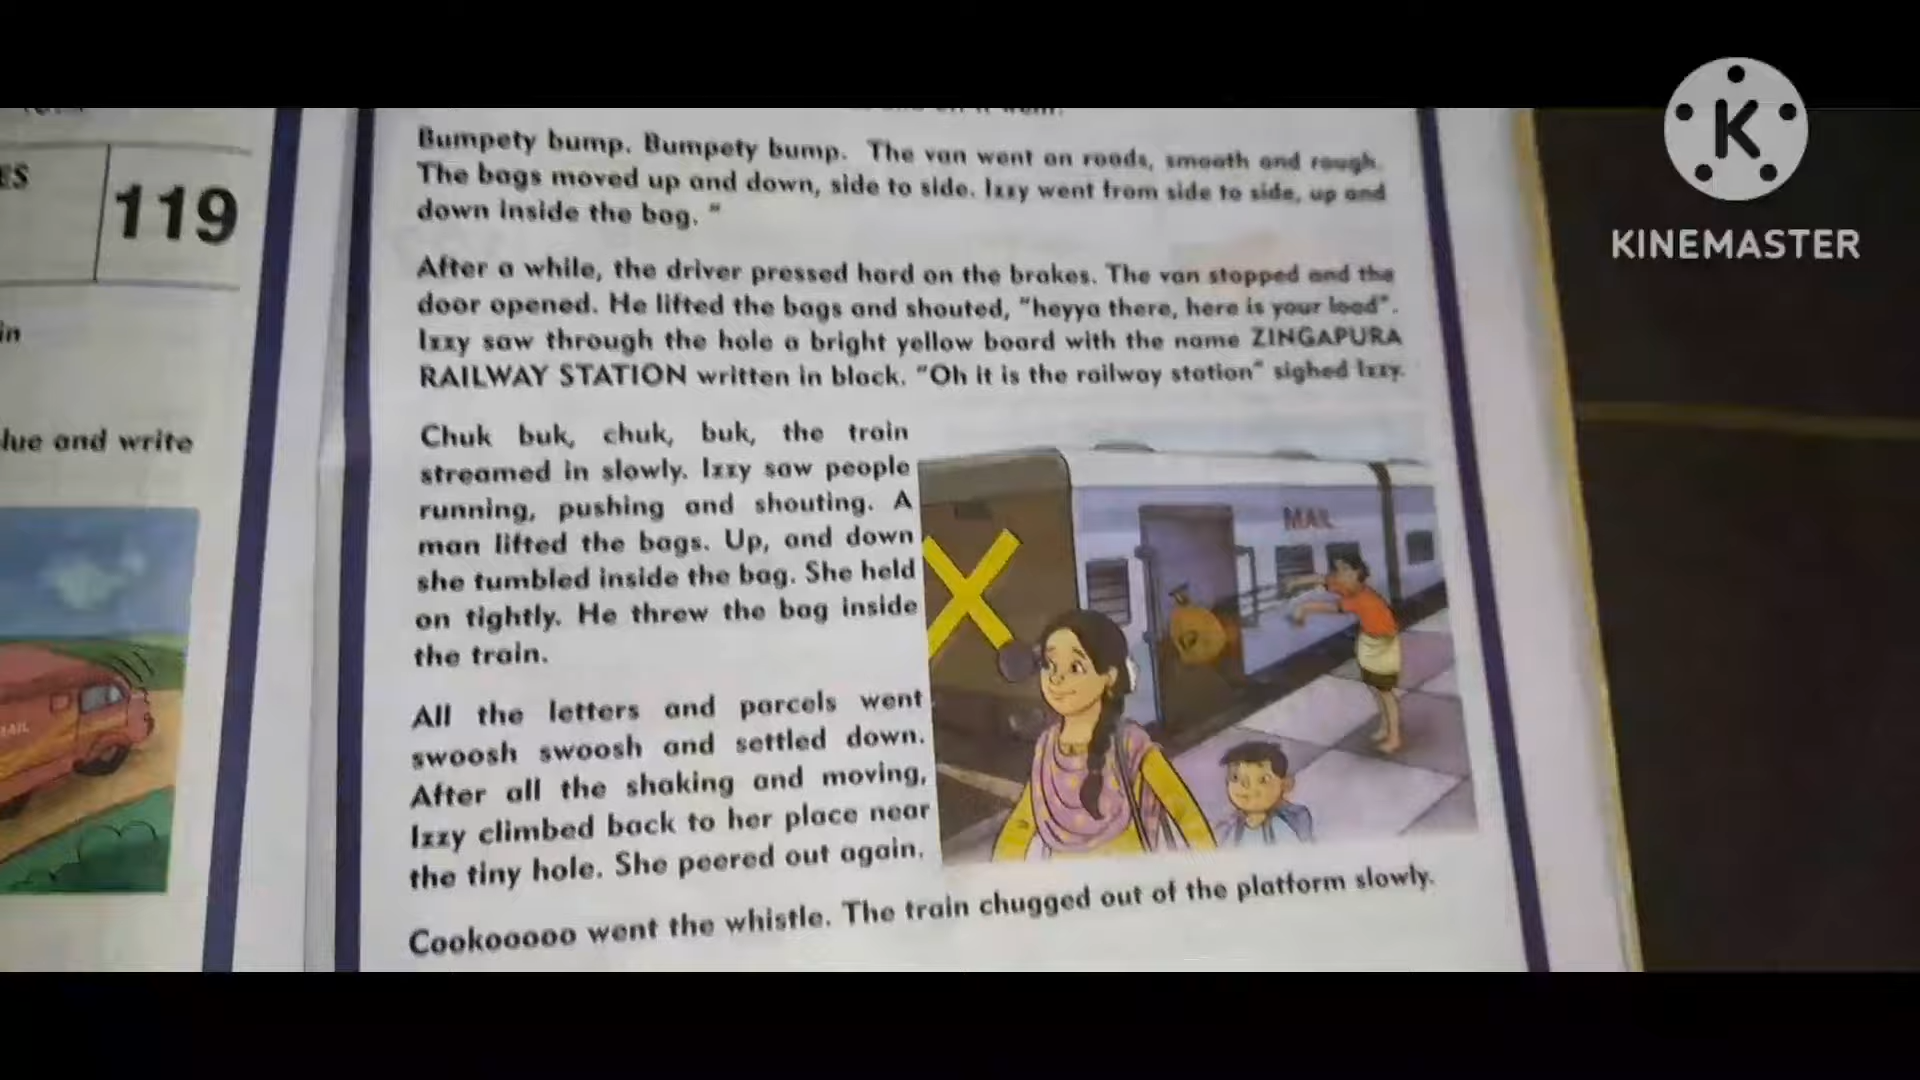 ES
119
in
lue and write
MAIL
Bumpety bump. Bumpety bump. The van went on roads, smooth and rough.
The bags moved up and down, side to side. Izzy went from side to side, up and
down inside the bag. "
After a while, the driver pressed hard on the brakes. The van stopped and the
door opened. He lifted the bags and shouted, "heyya there, here is your load".
Izzy saw through the hole a bright yellow board with the name ZINGAPURA
RAILWAY STATION written in black. "Oh it is the railway station" sighed Izzy.
Chuk buk, chuk, buk, the train
streamed in slowly. Izzy saw people
running, pushing and shouting. A
man lifted the bags. Up, and down
she tumbled inside the bag. She held
on tightly. He threw the bag inside
the train.
MAIL
All the letters and parcels went
swoosh swoosh and settled down.
After all the shaking and moving,
Izzy climbed back to her place near
the tiny hole. She peered out again.
Cookooooo went the whistle. The train chugged out of the platform slowly.
K
KINEMASTER